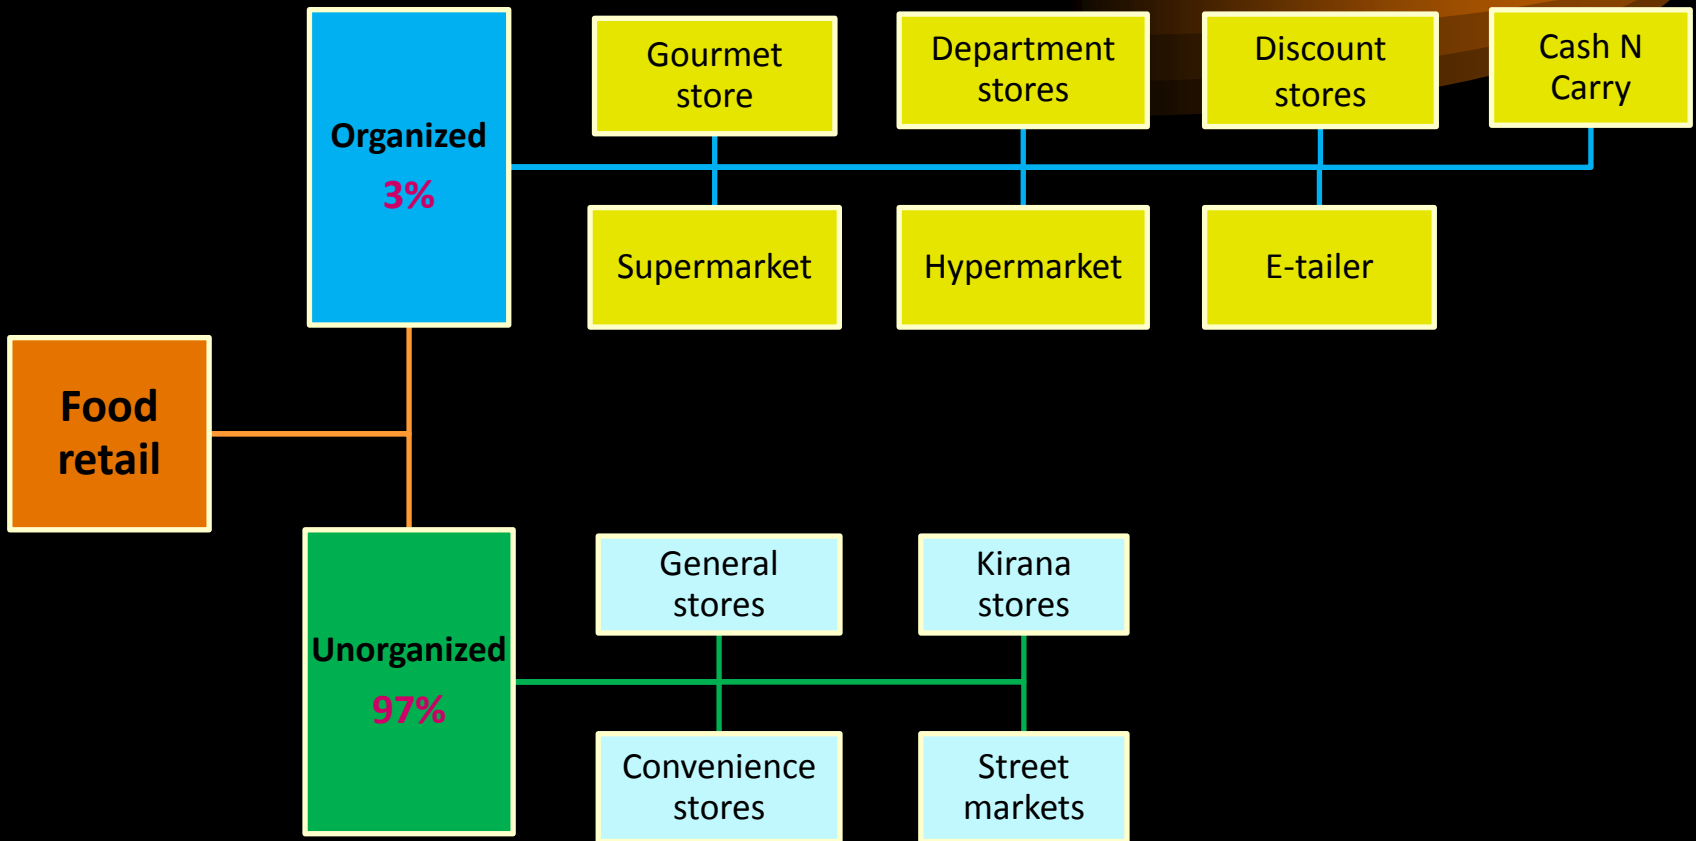 Food
retail
Organized
3%
Gourmet
store
Department
stores
Discount
stores
Cash N
Carry
Supermarket
Hypermarket
E-tailer
Unorganized
97%
General
stores
Kirana
stores
Convenience
stores
Street
markets